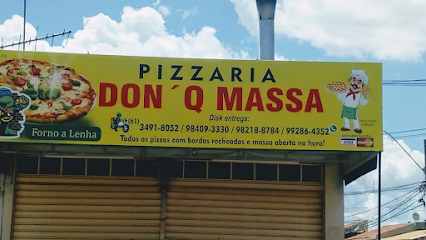 PIZZARIA
DON´Q MASSA
Disk entrega:
(61) 3491-8052 / 98409-3330 / 98218-8784 / 99286-4352
Forno a Lenha
Todas as pizzas com bordas recheadas e massa aberta na hora!
VISA